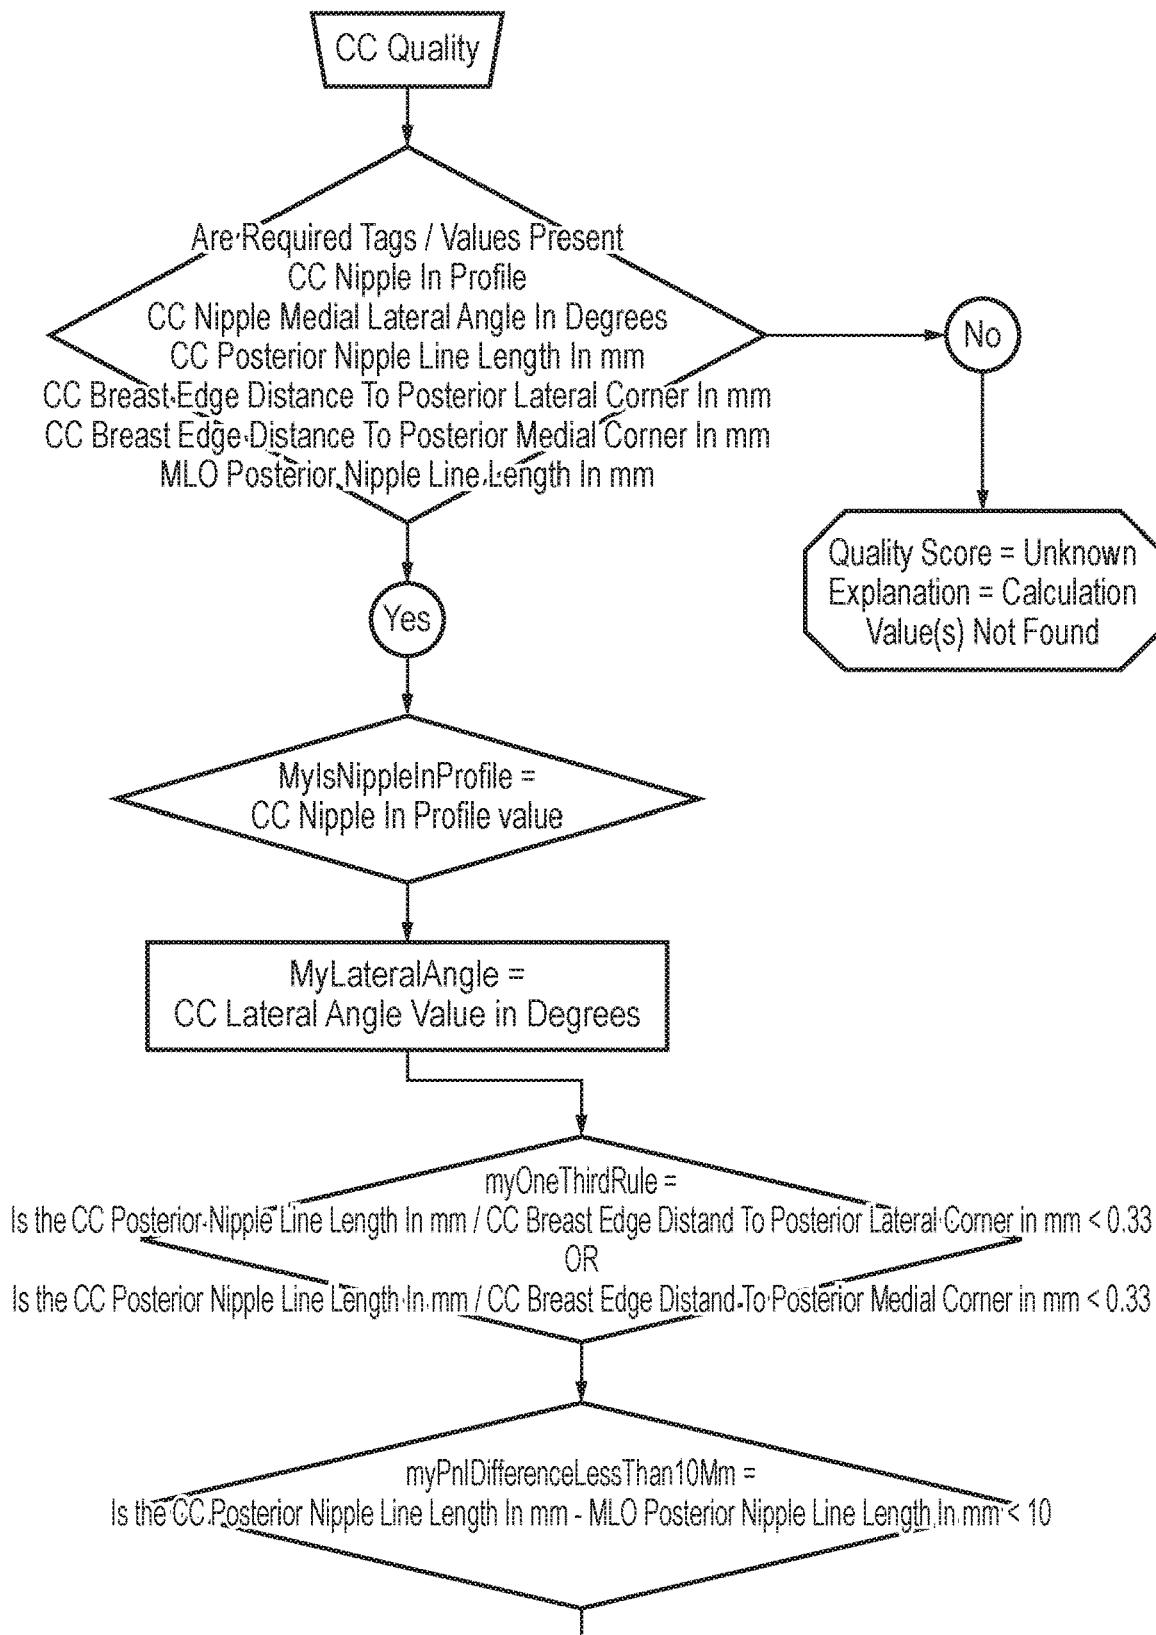 CC Quality
Are Required Tags / Values Present
CC Nipple In Profile
CC Nipple Medial Lateral Angle In Degrees
CC Posterior Nipple Line Length In mm
CC Breast Edge Distance To Posterior Lateral Corner In mm
CC Breast Edge Distance To Posterior Medial Corner In mm
MLO Posterior Nipple Line Length In mm
No
Quality Score = Unknown
Explanation = Calculation
Value(s) Not Found
Yes
MyIsNippleInProfile =
CC Nipple In Profile value
MyLateralAngle =
CC Lateral Angle Value in Degrees
myOneThirdRule =
Is the CC Posterior Nipple Line Length In mm / CC Breast Edge Distand To Posterior Lateral Corner in mm < 0.33
OR
Is the CC Posterior Nipple Line Length In mm / CC Breast Edge Distand To Posterior Medial Corner in mm < 0.33
myPnlDifferenceLessThan10Mm =
Is the CC Posterior Nipple Line Length In mm - MLO Posterior Nipple Line Length In mm < 10